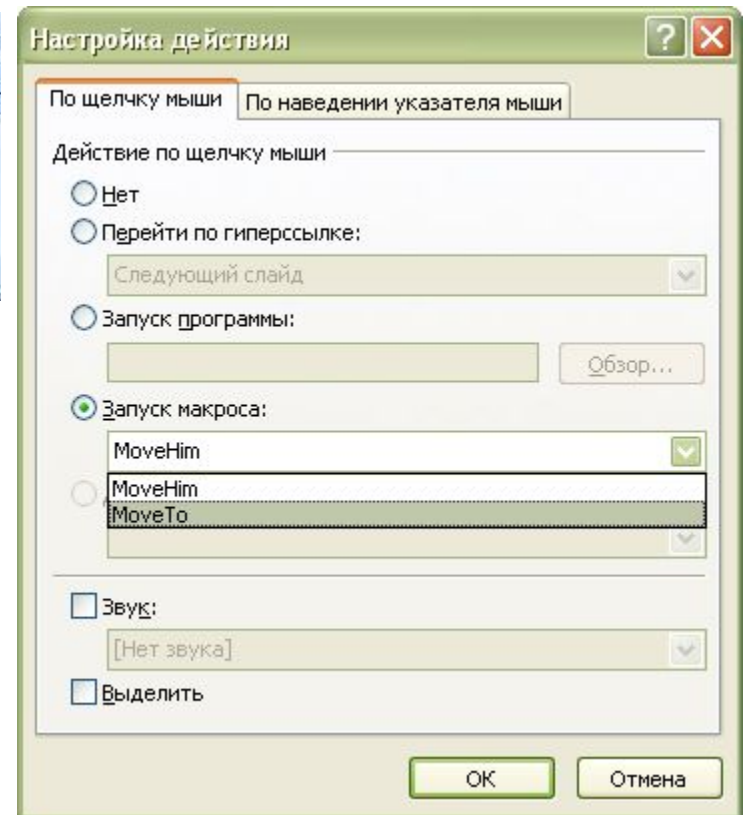 Настройка действия
По щелчку мыши По наведении указателя мыши
Действие по щелчку мыши
Нет
Перейти по гиперссылке:
Следующий слайд
Запуск программы:
Обзор...
Запуск макроса:
MoveHim
MoveHim
MoveTo
Звук:
[Нет звука]
Выделить
ОК Отмена